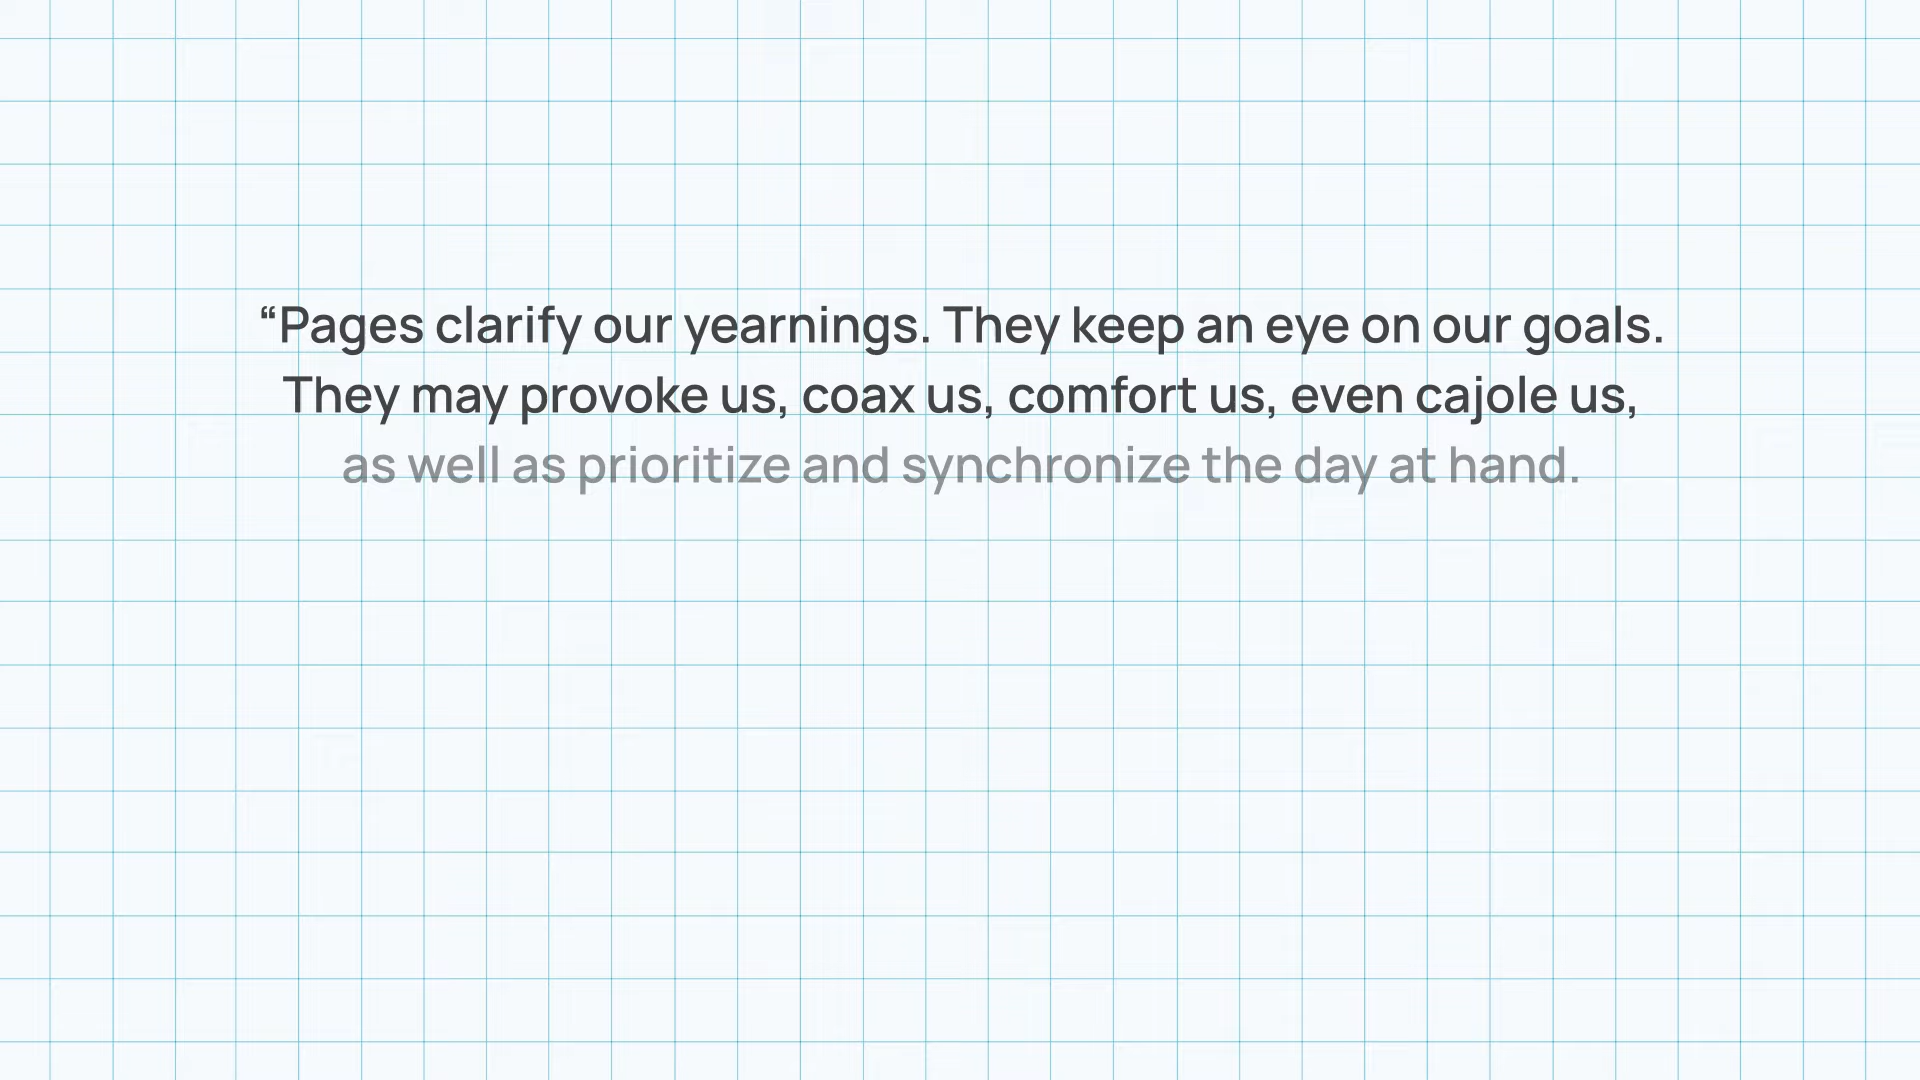 “Pages clarify our yearnings. They keep an eye on our goals.
They may provoke us, coax us, comfort us, even cajole us,
as well as prioritize and synchronize the day at hand.